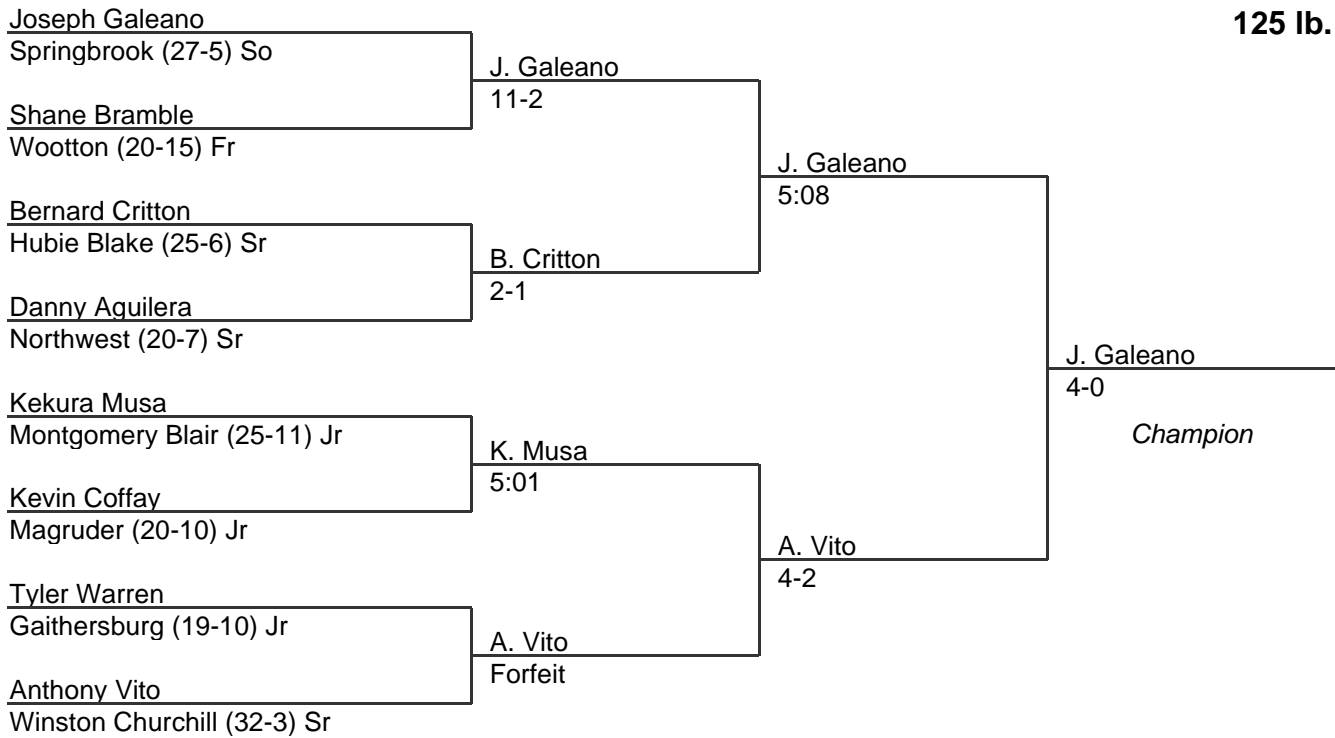 125 lb.
Joseph Galeano
Springbrook (27-5) So
J. Galeano
11-2
Shane Bramble
Wootton (20-15) Fr
J. Galeano
5:08
Bernard Critton
Hubie Blake (25-6) Sr
B. Critton
2-1
Danny Aguilera
Northwest (20-7) Sr
J. Galeano
4-0
Champion
Kekura Musa
Montgomery Blair (25-11) Jr
K. Musa
5:01
Kevin Coffay
Magruder (20-10) Jr
A. Vito
4-2
Tyler Warren
Gaithersburg (19-10) Jr
A. Vito
Forfeit
Anthony Vito
Winston Churchill (32-3) Sr